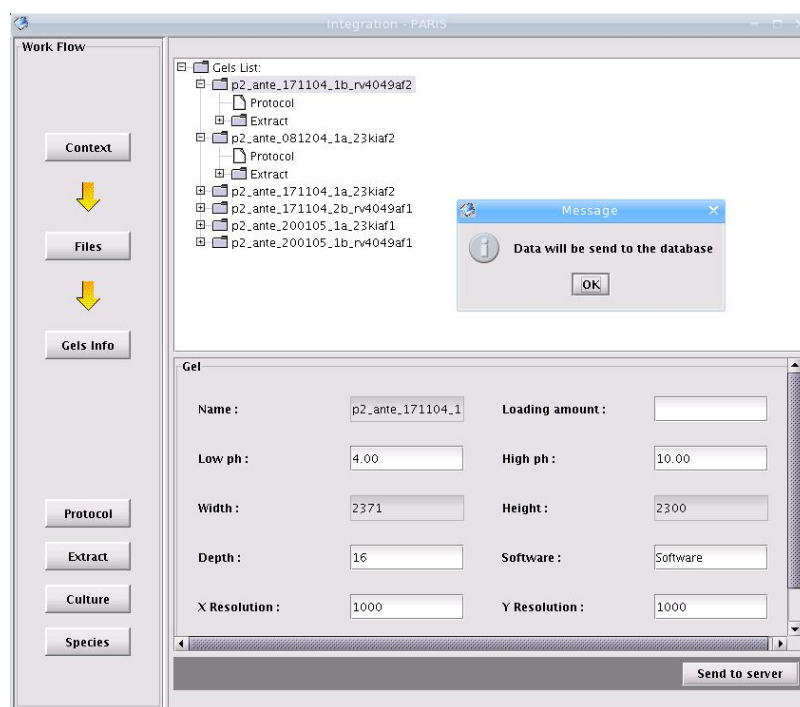 Integration - PARIS
Work Flow
Context
Files
Gels Info
Protocol
Extract
Culture
Species
Gels List:
p2_ante_171104_1b_rv4049af2
Protocol
Extract
p2_ante_081204_1a_23kiaf2
Protocol
Extract
p2_ante_171104_1a_23kiaf2
p2_ante_171104_2b_rv4049af1
p2_ante_200105_1a_23kiaf1
p2_ante_200105_1b_rv4049af1
Message
Data will be send to the database
OK
Gel
Name : p2_ante_171104_1 Loading amount :
Low ph : 4.00 High ph : 10.00
Width : 2371 Height : 2300
Depth : 16 Software : Software
X Resolution : 1000 Y Resolution : 1000
Send to server